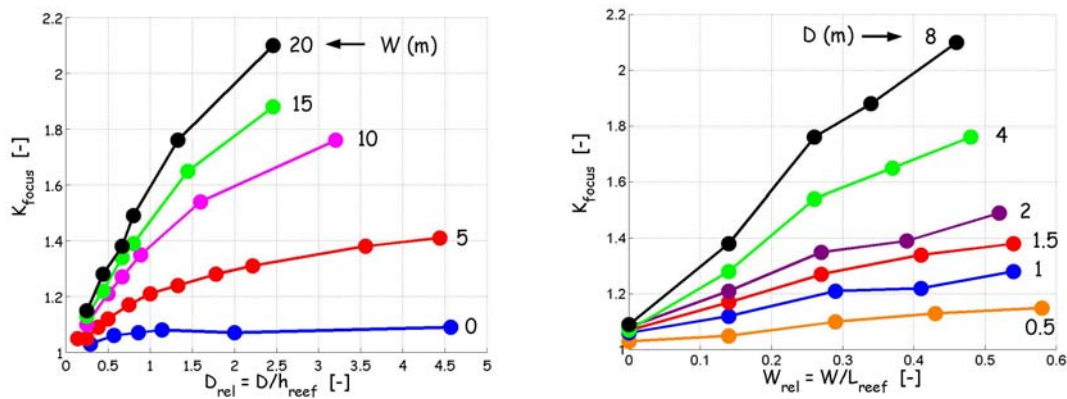 2.2
2
1.8
1.6
1.4
1.2
1
K_focus [-]
20 ← W (m)
15
10
5
0
0 0.5 1 1.5 2 2.5 3 3.5 4 4.5 5
D_rel = D/h_reef [-]
2.2
2
1.8
1.6
1.4
1.2
1
K_focus [-]
D (m) → 8
4
2
1.5
1
0.5
0 0.1 0.2 0.3 0.4 0.5 0.6
W_rel = W/L_reef [-]